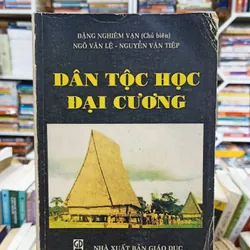 ĐẶNG NGHIÊM VẠN (Chủ biên)
NGÔ VĂN LỆ - NGUYỄN VĂN TIỆP
DÂN TỘC HỌC
ĐẠI CƯƠNG
NHÀ XUẤT BẢN GIÁO DỤC